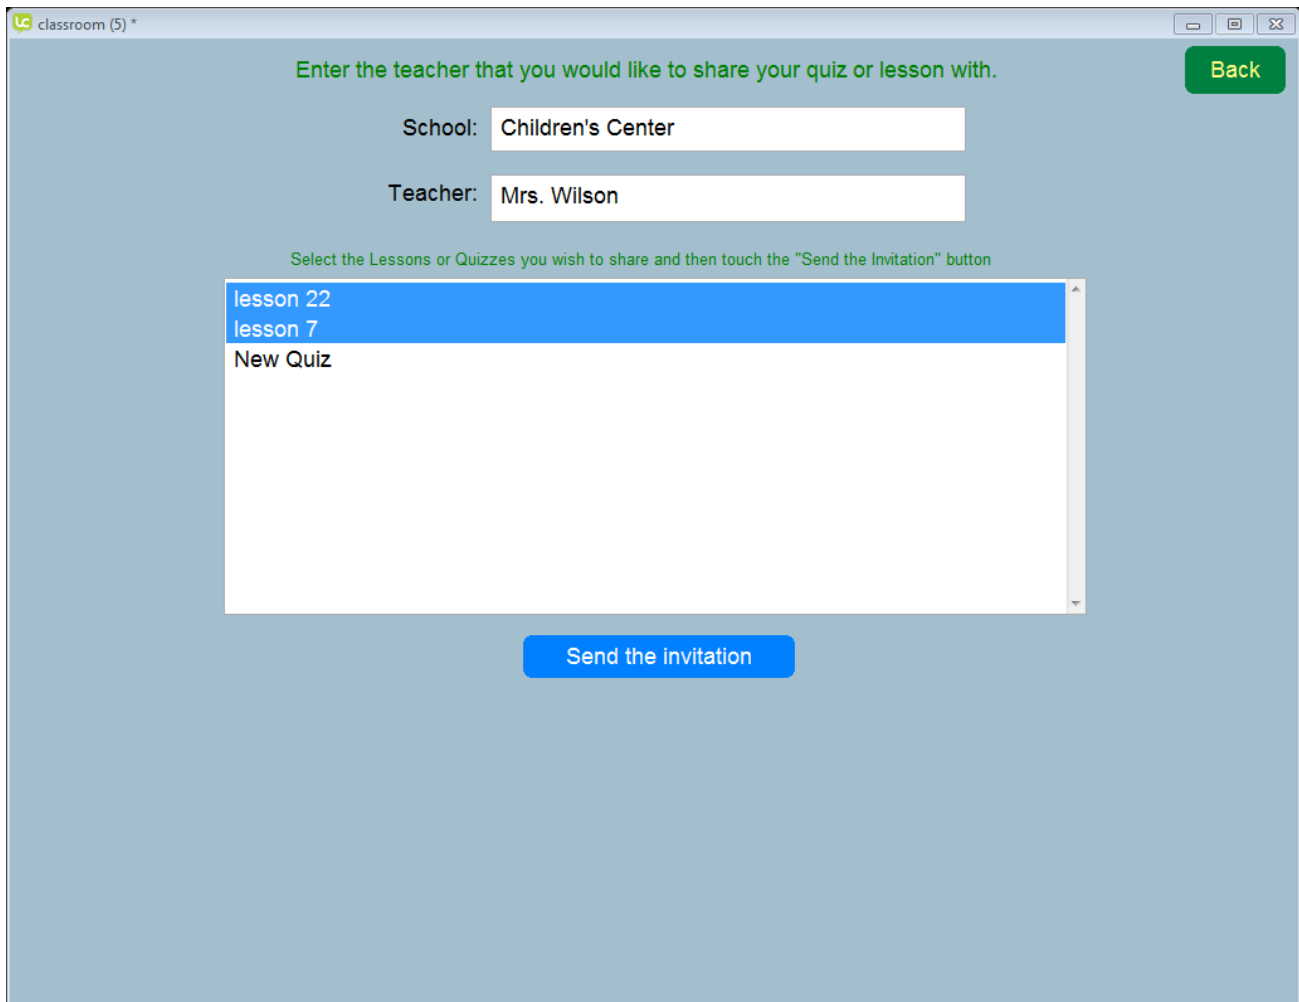 classroom (5) *
Enter the teacher that you would like to share your quiz or lesson with.
Back
School: Children's Center
Teacher: Mrs. Wilson
Select the Lessons or Quizzes you wish to share and then touch the "Send the Invitation" button
lesson 22
lesson 7
New Quiz
Send the invitation